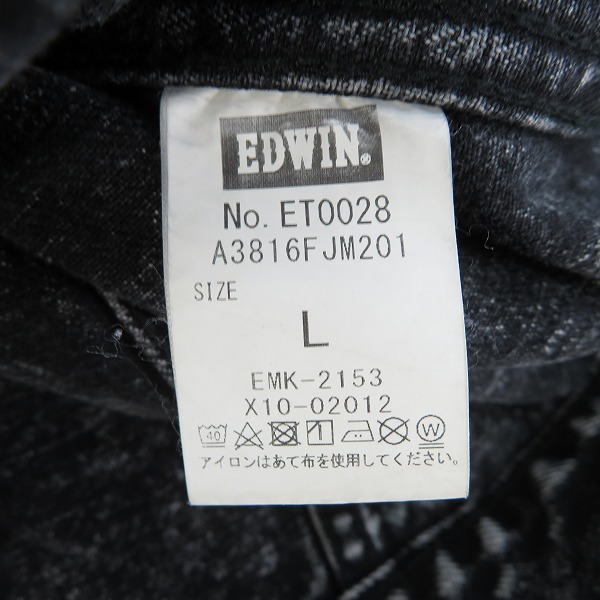 EDWIN®
No. ET0028
A3816FJM201
SIZE
L
EMK-2153
X10-02012
40 W
アイロンはあて布を使用してください。